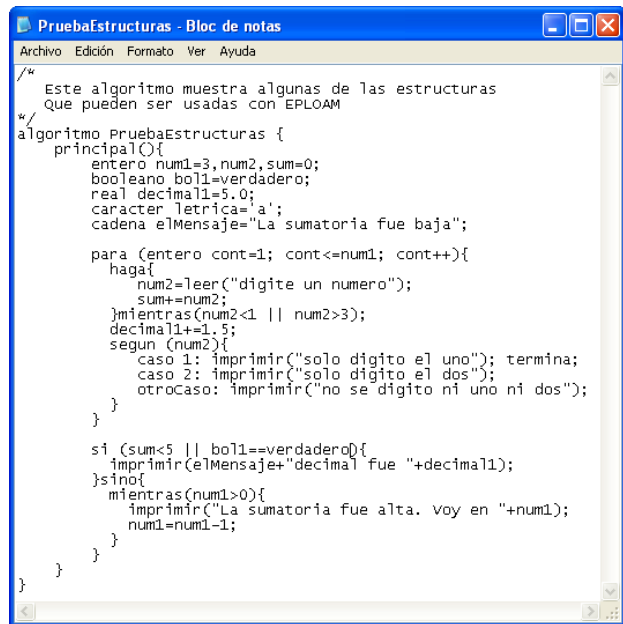 PruebaEstructuras - Bloc de notas
Archivo Edición Formato Ver Ayuda
/*
   Este algoritmo muestra algunas de las estructuras
   Que pueden ser usadas con EPLOAM
*/
algoritmo PruebaEstructuras {
    principal(){
        entero num1=3,num2,sum=0;
        booleano bol1=verdadero;
        real decimal1=5.0;
        caracter letrica='a';
        cadena elMensaje="La sumatoria fue baja";

        para (entero cont=1; cont<=num1; cont++){
          haga{
             num2=leer("digite un numero");
             sum+=num2;
          }mientras(num2<1 || num2>3);
          decimal1+=1.5;
          segun (num2){
             caso 1: imprimir("solo digito el uno"); termina;
             caso 2: imprimir("solo digito el dos");
             otroCaso: imprimir("no se digito ni uno ni dos");
          }
        }

        si (sum<5 || bol1==verdadero){
          imprimir(elMensaje+"decimal fue "+decimal1);
        }sino{
          mientras(num1>0){
            imprimir("La sumatoria fue alta. Voy en "+num1);
            num1=num1-1;
          }
        }
    }
}